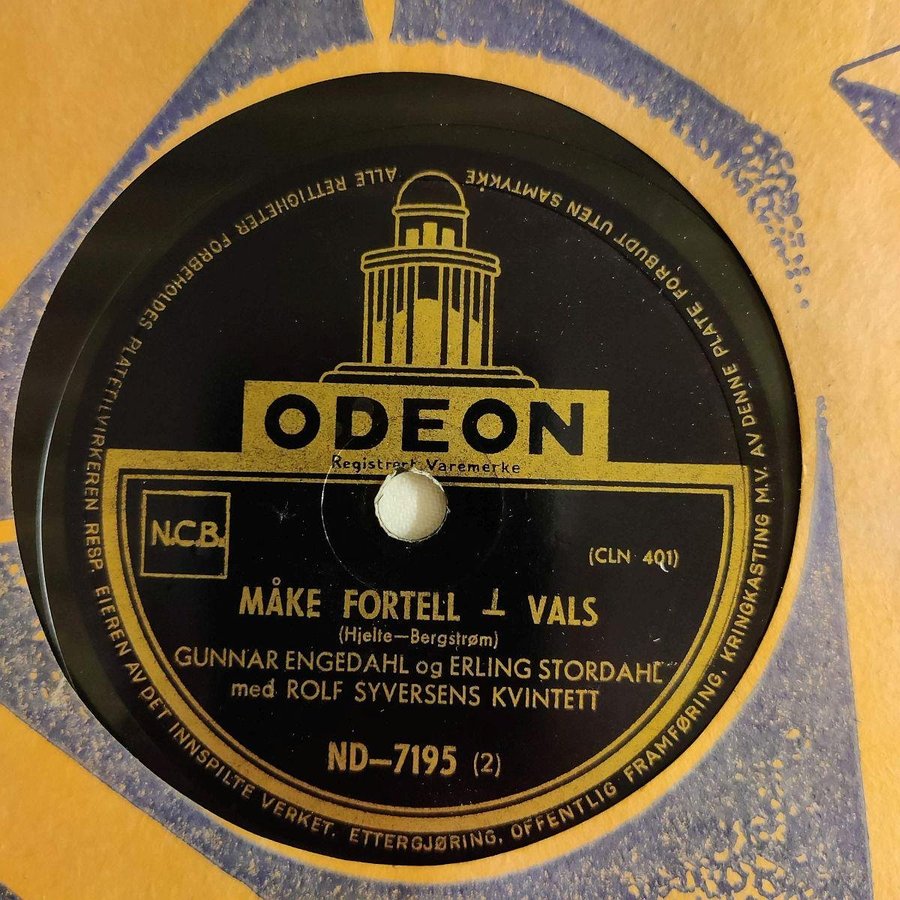 ALLE RETTIGHETER FORBEHOLDES PLATETILVIRKEREN RESP. EIEREN AV DET INNSPILTE VERKET. ETTERGJØRING, OFFENTLIG FRAMFØRING, KRINGKASTING M.V. AV DENNE PLATE FORBUDT UTEN SAMTYKKE
ODEON
Registrert Varemerke
N.C.B.
(CLN 401)
MÅKE FORTELL ⊥ VALS
(Hjelte—Bergstrøm)
GUNNAR ENGEDAHL og ERLING STORDAHL
med ROLF SYVERSENS KVINTETT
ND—7195 (2)